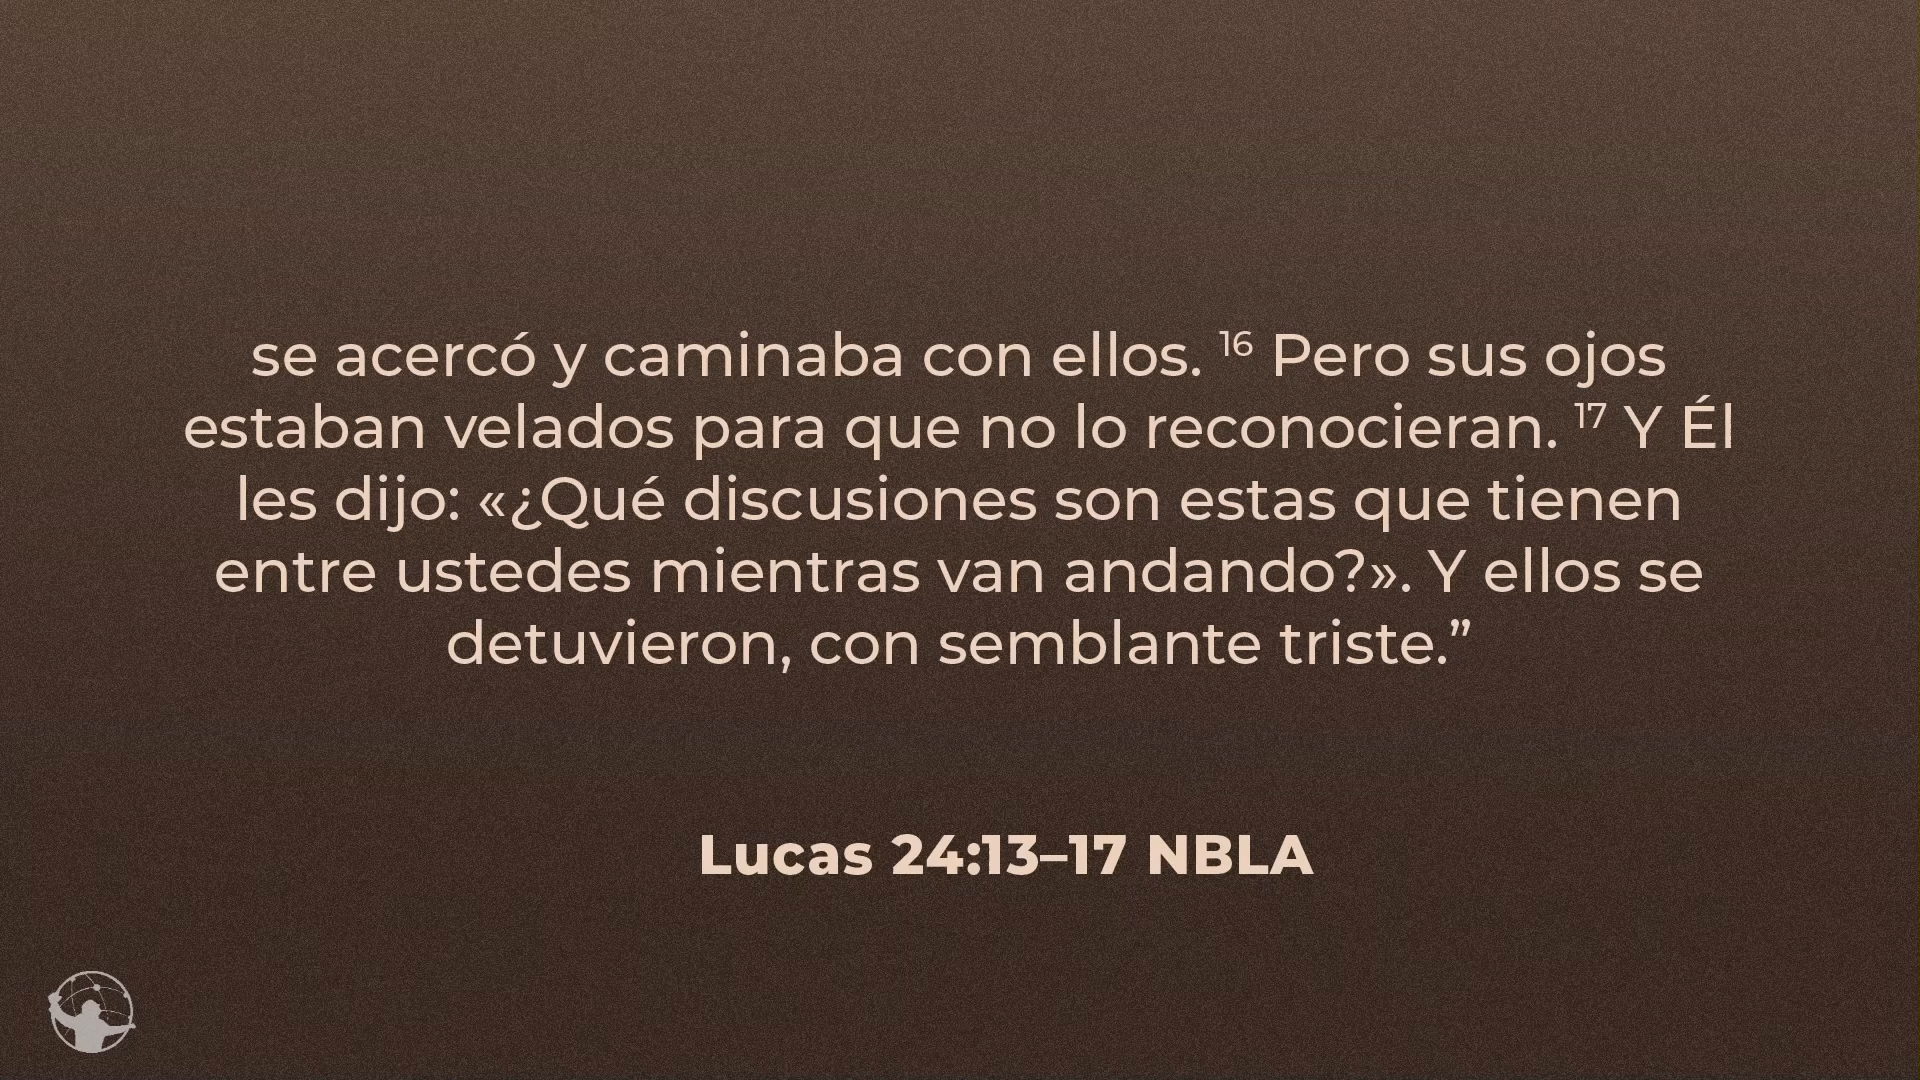 se acercó y caminaba con ellos. ¹⁶ Pero sus ojos
estaban velados para que no lo reconocieran. ¹⁷ Y Él
les dijo: «¿Qué discusiones son estas que tienen
entre ustedes mientras van andando?». Y ellos se
detuvieron, con semblante triste.”
Lucas 24:13–17 NBLA